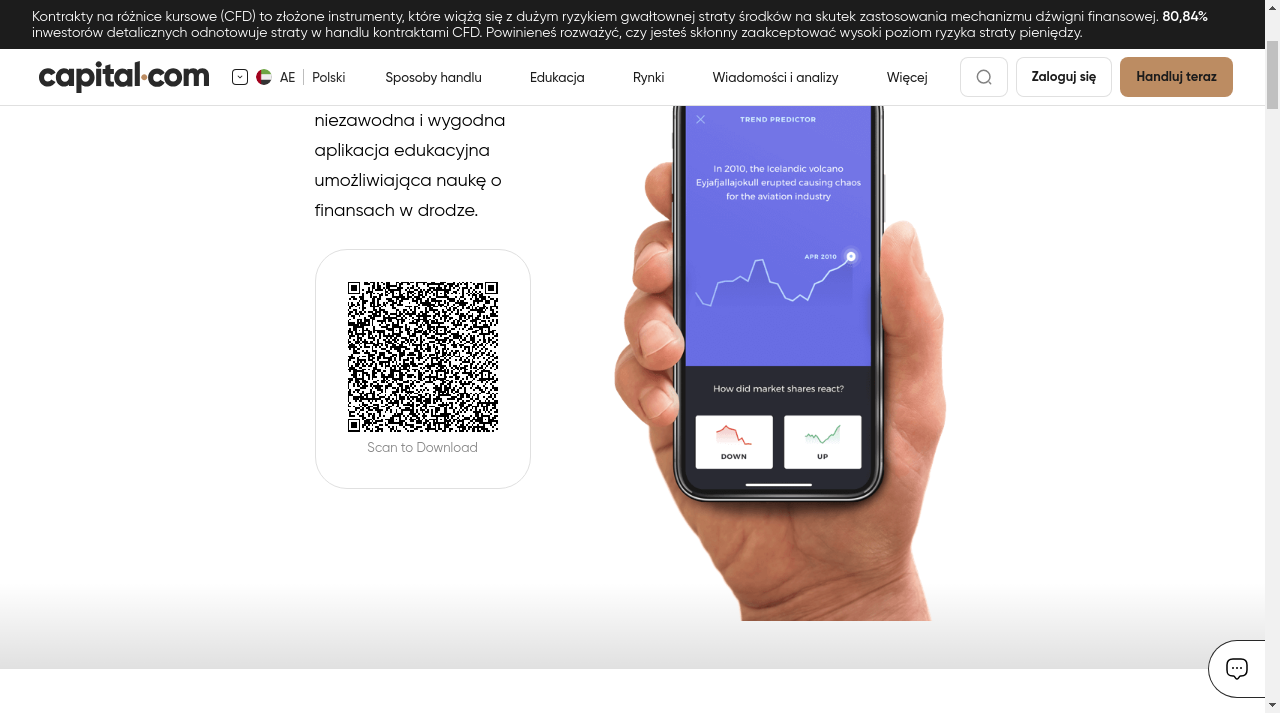 Kontrakty na różnice kursowe (CFD) to złożone instrumenty, które wiążą się z dużym ryzykiem gwałtownej straty środków na skutek zastosowania mechanizmu dźwigni finansowej. 80,84%
inwestorów detalicznych odnotowuje straty w handlu kontraktami CFD. Powinieneś rozważyć, czy jesteś skłonny zaakceptować wysoki poziom ryzyka straty pieniędzy.
capital.com
AE
Polski
Sposoby handlu
Edukacja
Rynki
Wiadomości i analizy
Więcej
Zaloguj się
Handluj teraz
niezawodna i wygodna
aplikacja edukacyjna
umożliwiająca naukę o
finansach w drodze.
Scan to Download
TREND PREDICTOR
In 2010, the Icelandic volcano
Eyjafjallajokull erupted causing chaos
for the aviation industry
APR 2010
How did market shares react?
DOWN
UP